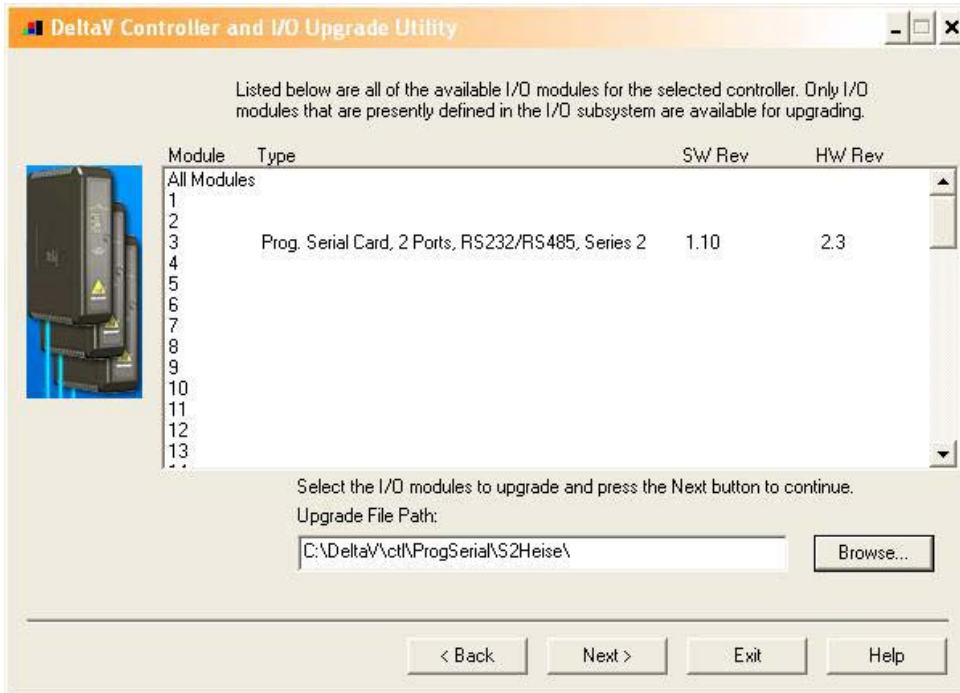 DeltaV Controller and I/O Upgrade Utility
Listed below are all of the available I/O modules for the selected controller. Only I/O
modules that are presently defined in the I/O subsystem are available for upgrading.
Module Type SW Rev HW Rev
All Modules
1
2
3 Prog. Serial Card, 2 Ports, RS232/RS485, Series 2 1.10 2.3
4
5
6
7
8
9
10
11
12
13
Select the I/O modules to upgrade and press the Next button to continue.
Upgrade File Path:
C:\DeltaV\ctl\ProgSerial\S2Heise\
Browse...
< Back Next > Exit Help